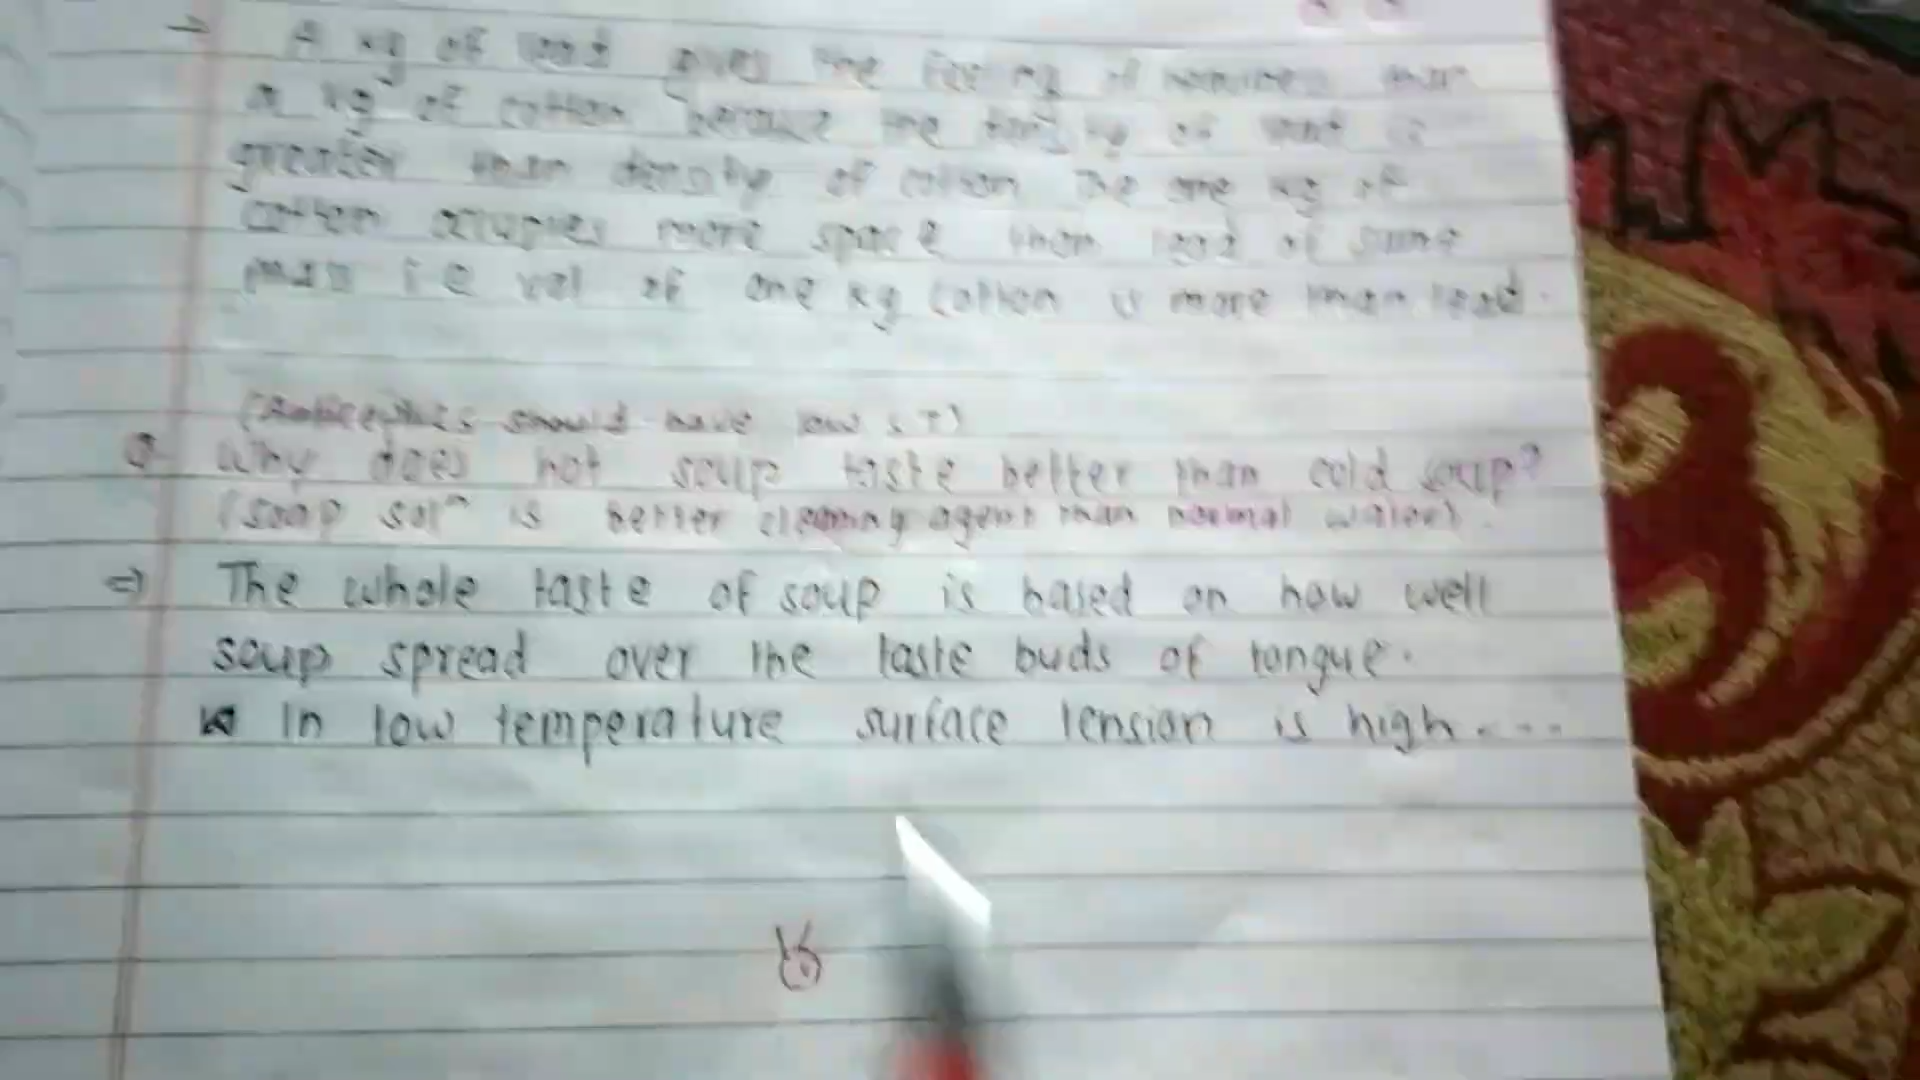 A kg of lead gives the feeling of heaviness than
a kg of cotton because the density of lead is
greater than density of cotton The one kg of
cotton occupies more space than lead of same
mass i e vol of one kg cotton is more than lead.
(antiseptics should have low S.T)
Q. Why does hot soup taste better than cold soup?
(soap solⁿ is better cleaning agent than normal water).
=) The whole taste of soup is based on how well
soup spread over the taste buds of tongue.
In low temperature surface tension is high....